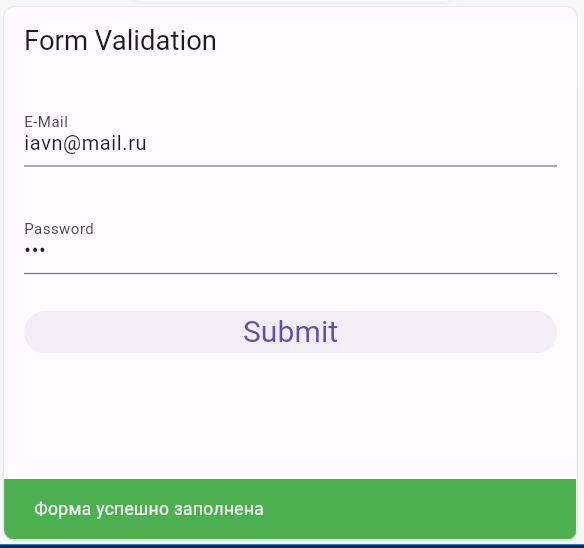 Form Validation
E-Mail
iavn@mail.ru
Password
•••
Submit
Форма успешно заполнена